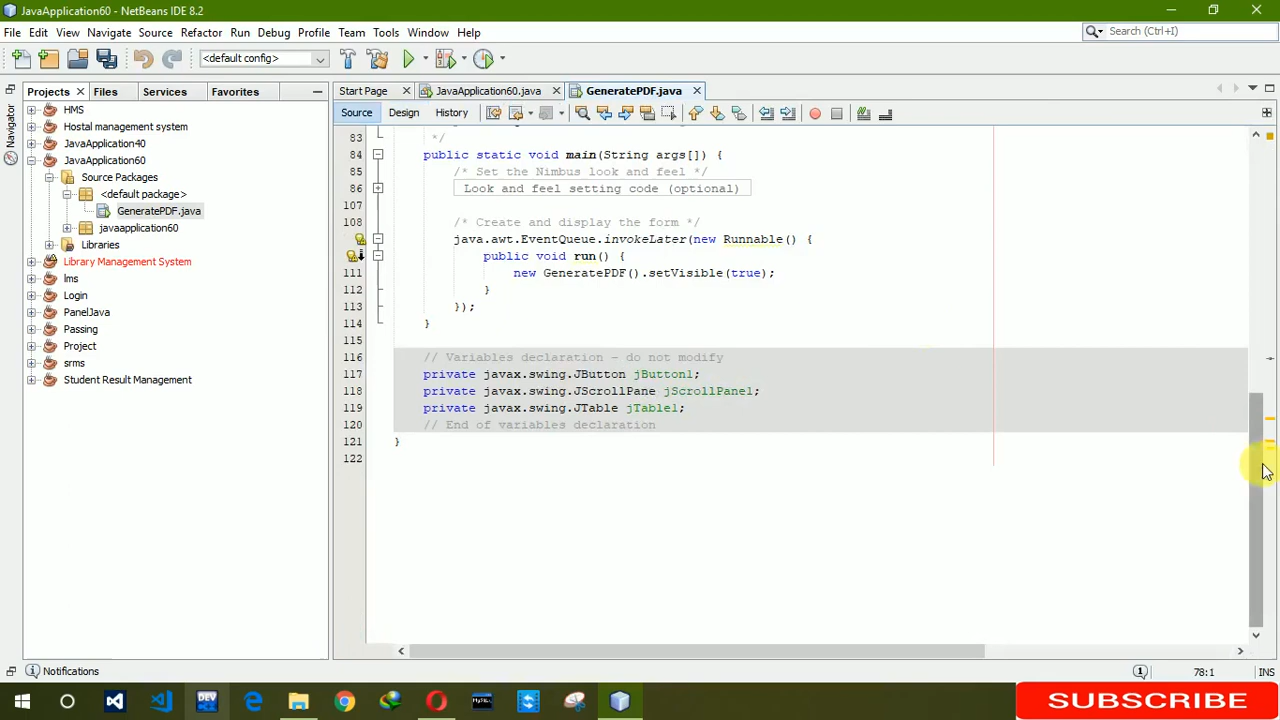 JavaApplication60 - NetBeans IDE 8.2
File Edit View Navigate Source Refactor Run Debug Profile Team Tools Window Help
Search (Ctrl+I)
<default config>
Projects Files Services Favorites
Start Page JavaApplication60.java GeneratePDF.java
Source Design History
Navigator
HMS
Hostal management system
JavaApplication40
JavaApplication60
Source Packages
<default package>
GeneratePDF.java
javaapplication60
Libraries
Library Management System
lms
Login
PanelJava
Passing
Project
srms
Student Result Management
83 */
84 public static void main(String args[]) {
85 /* Set the Nimbus look and feel */
86 Look and feel setting code (optional)
107
108 /* Create and display the form */
java.awt.EventQueue.invokeLater(new Runnable() {
public void run() {
111 new GeneratePDF().setVisible(true);
112 }
113 });
114 }
115
116 // Variables declaration - do not modify
117 private javax.swing.JButton jButton1;
118 private javax.swing.JScrollPane jScrollPane1;
119 private javax.swing.JTable jTable1;
120 // End of variables declaration
121 }
122
Notifications
78:1 INS
DEV
SUBSCRIBE